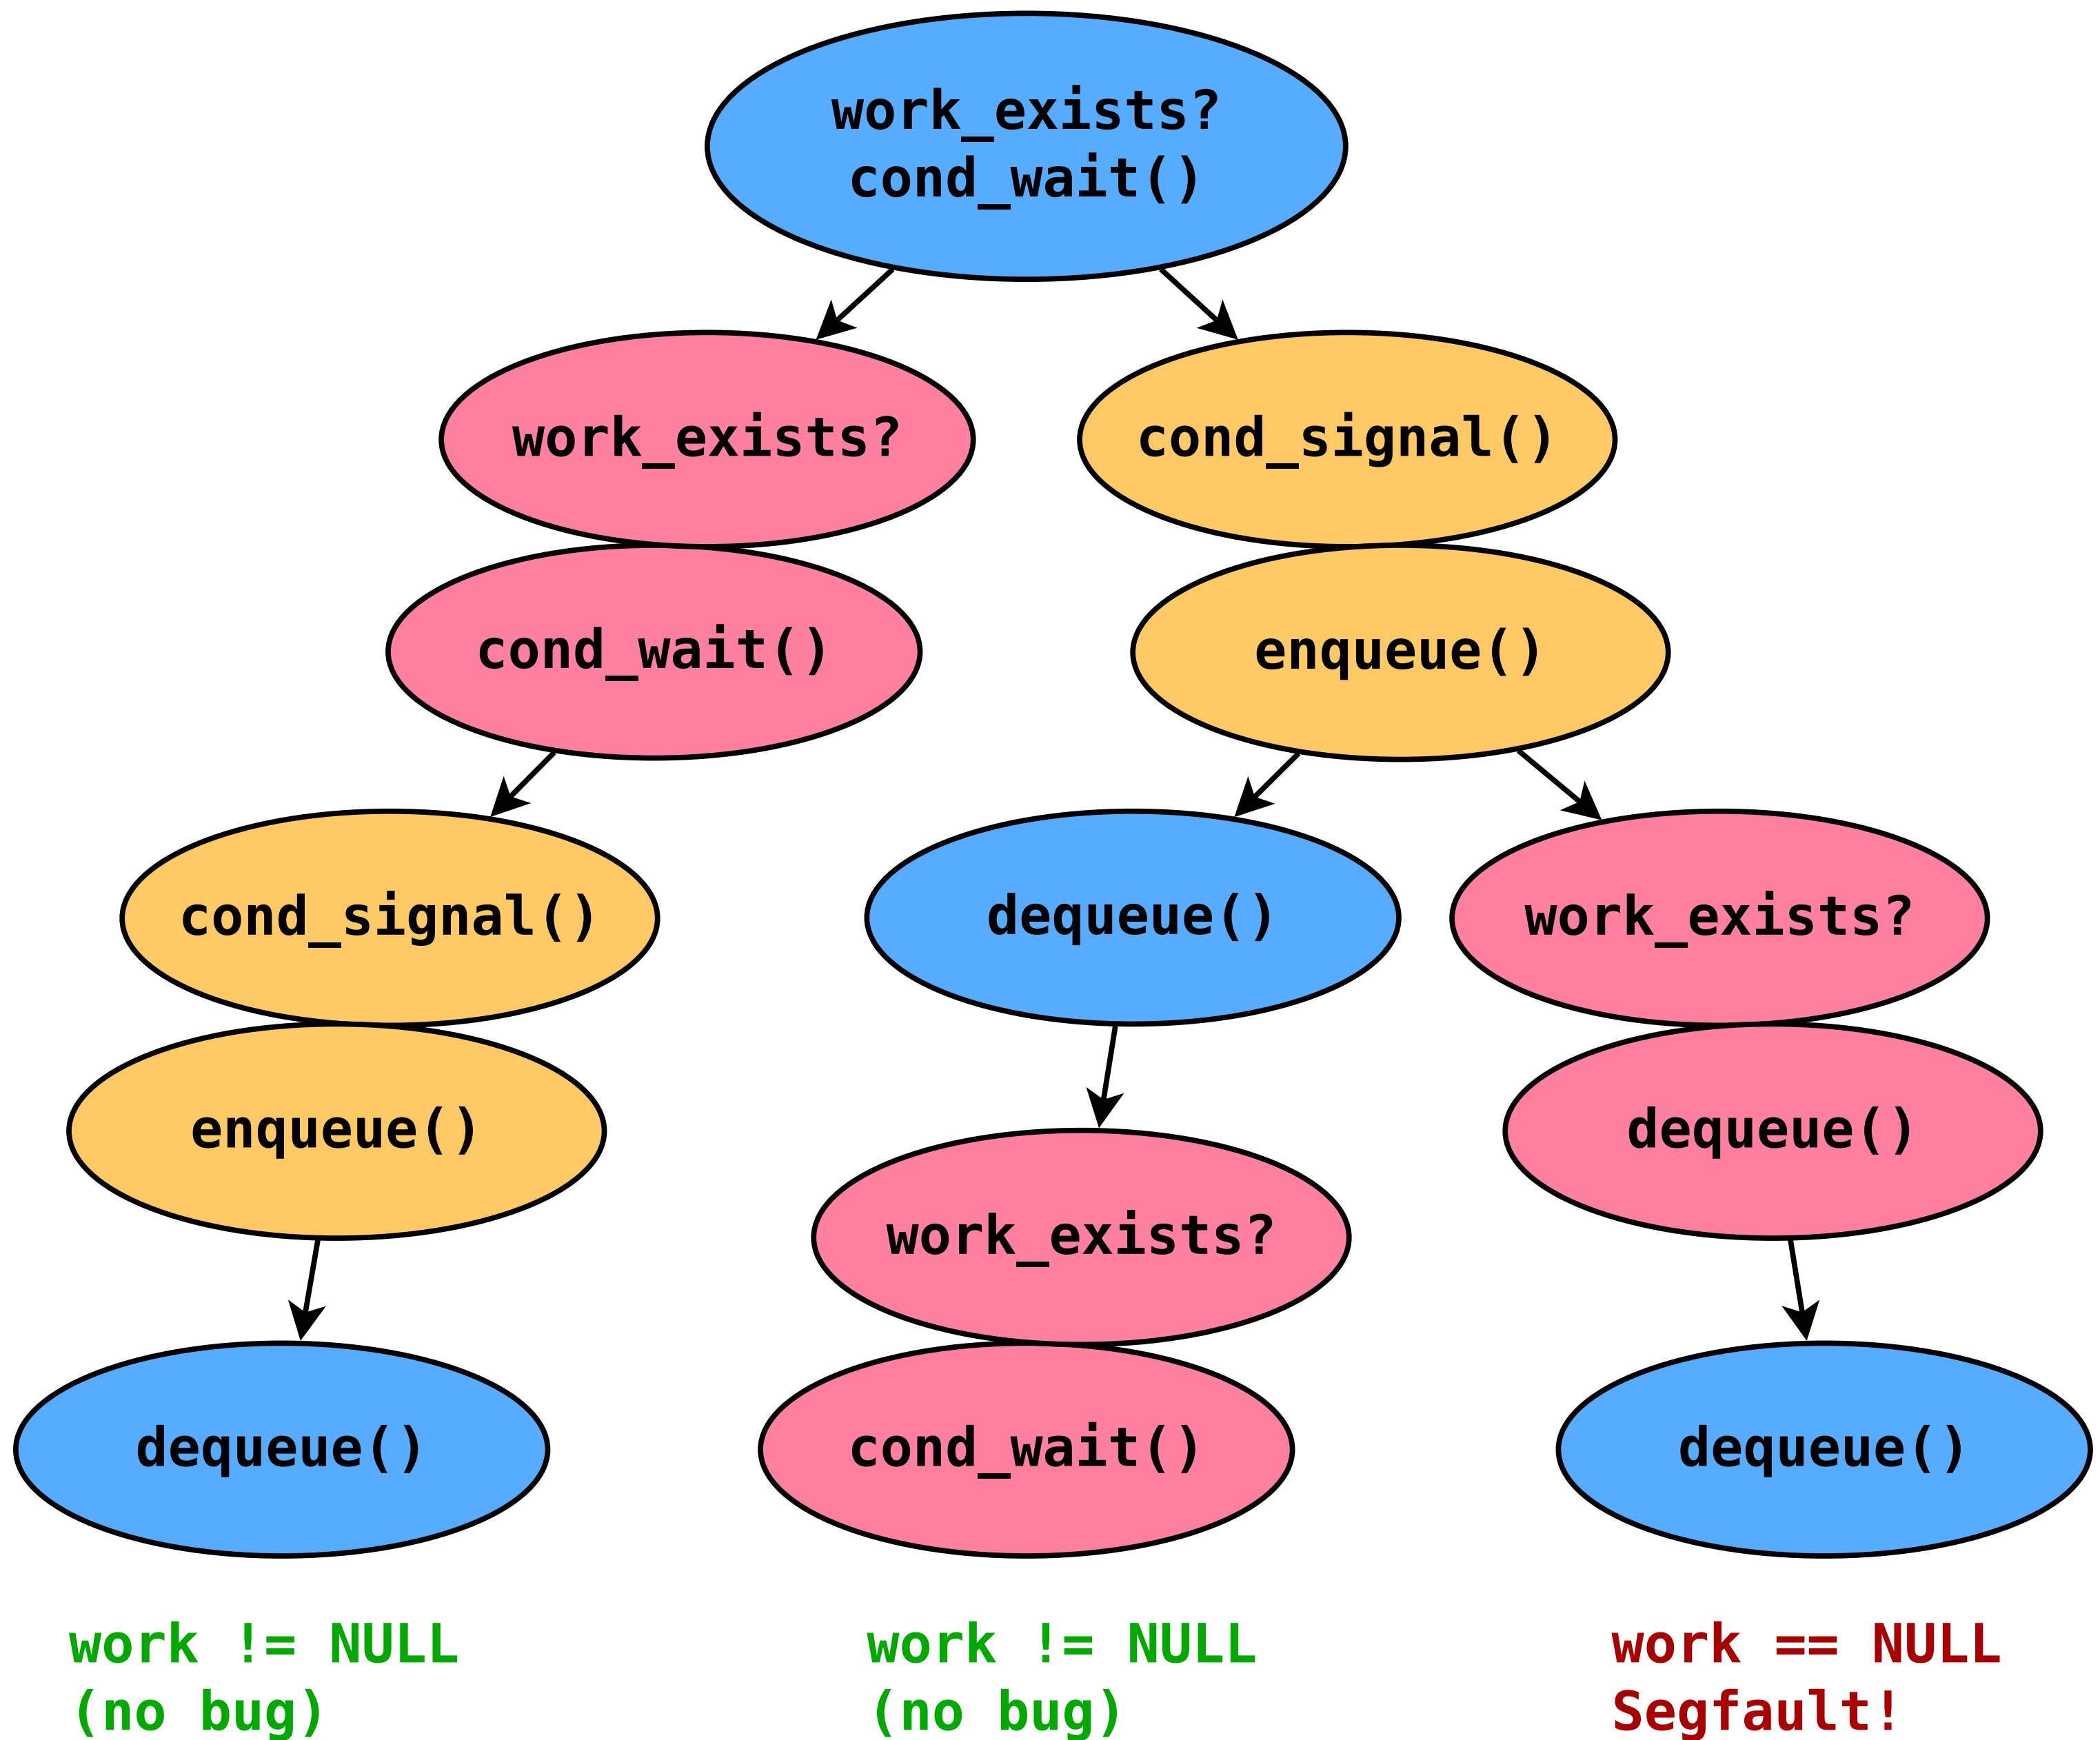 work_exists?
cond_wait()
work_exists?
cond_signal()
cond_wait()
enqueue()
cond_signal()
dequeue()
work_exists?
enqueue()
dequeue()
work_exists?
dequeue()
cond_wait()
dequeue()
work != NULL
(no bug)
work != NULL
(no bug)
work == NULL
Segfault!